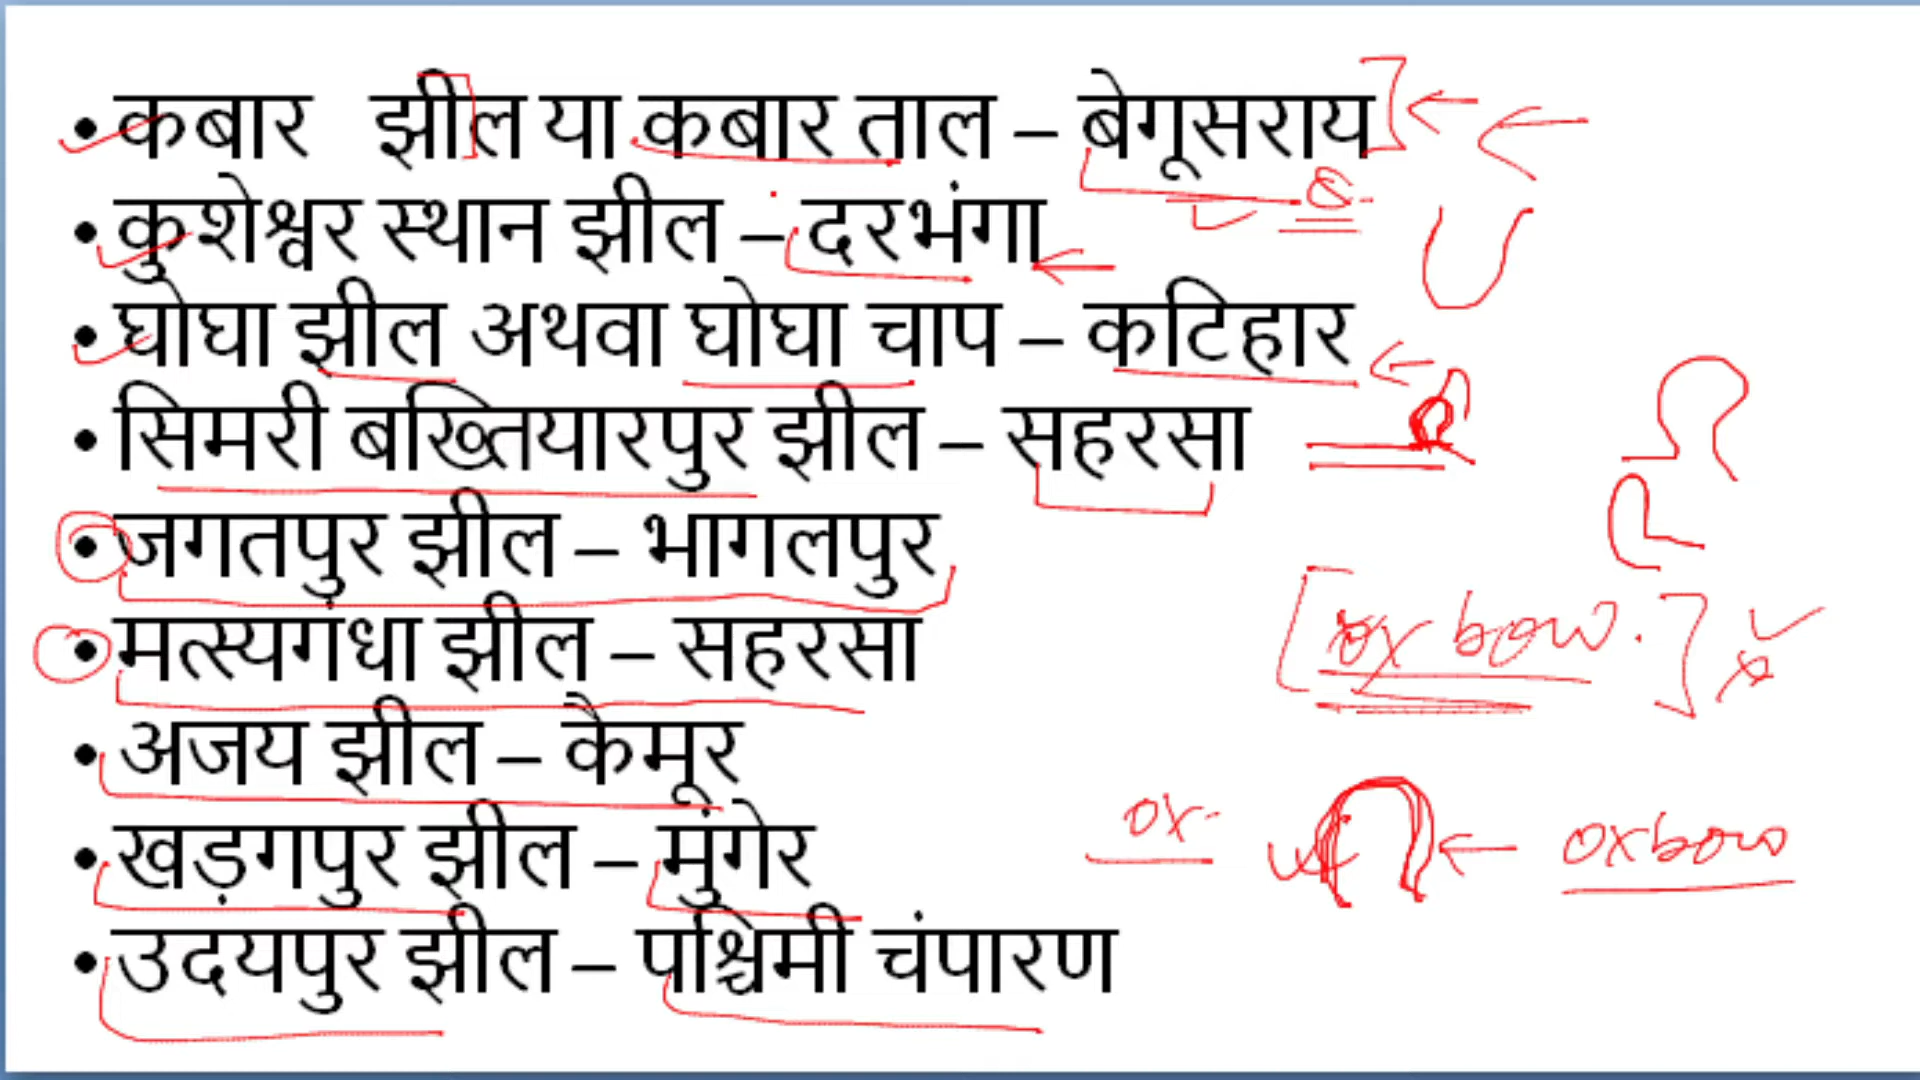 • कबार झील या कबार ताल – बेगूसराय
• कुशेश्वर स्थान झील – दरभंगा
• घोघा झील अथवा घोघा चाप – कटिहार
• सिमरी बख्तियारपुर झील – सहरसा
• जगतपुर झील – भागलपुर
• मत्स्यगंधा झील – सहरसा
ox bow.
• अजय झील – कैमूर
• खड़गपुर झील – मुंगेर
ox. oxbow
• उदयपुर झील – पश्चिमी चंपारण